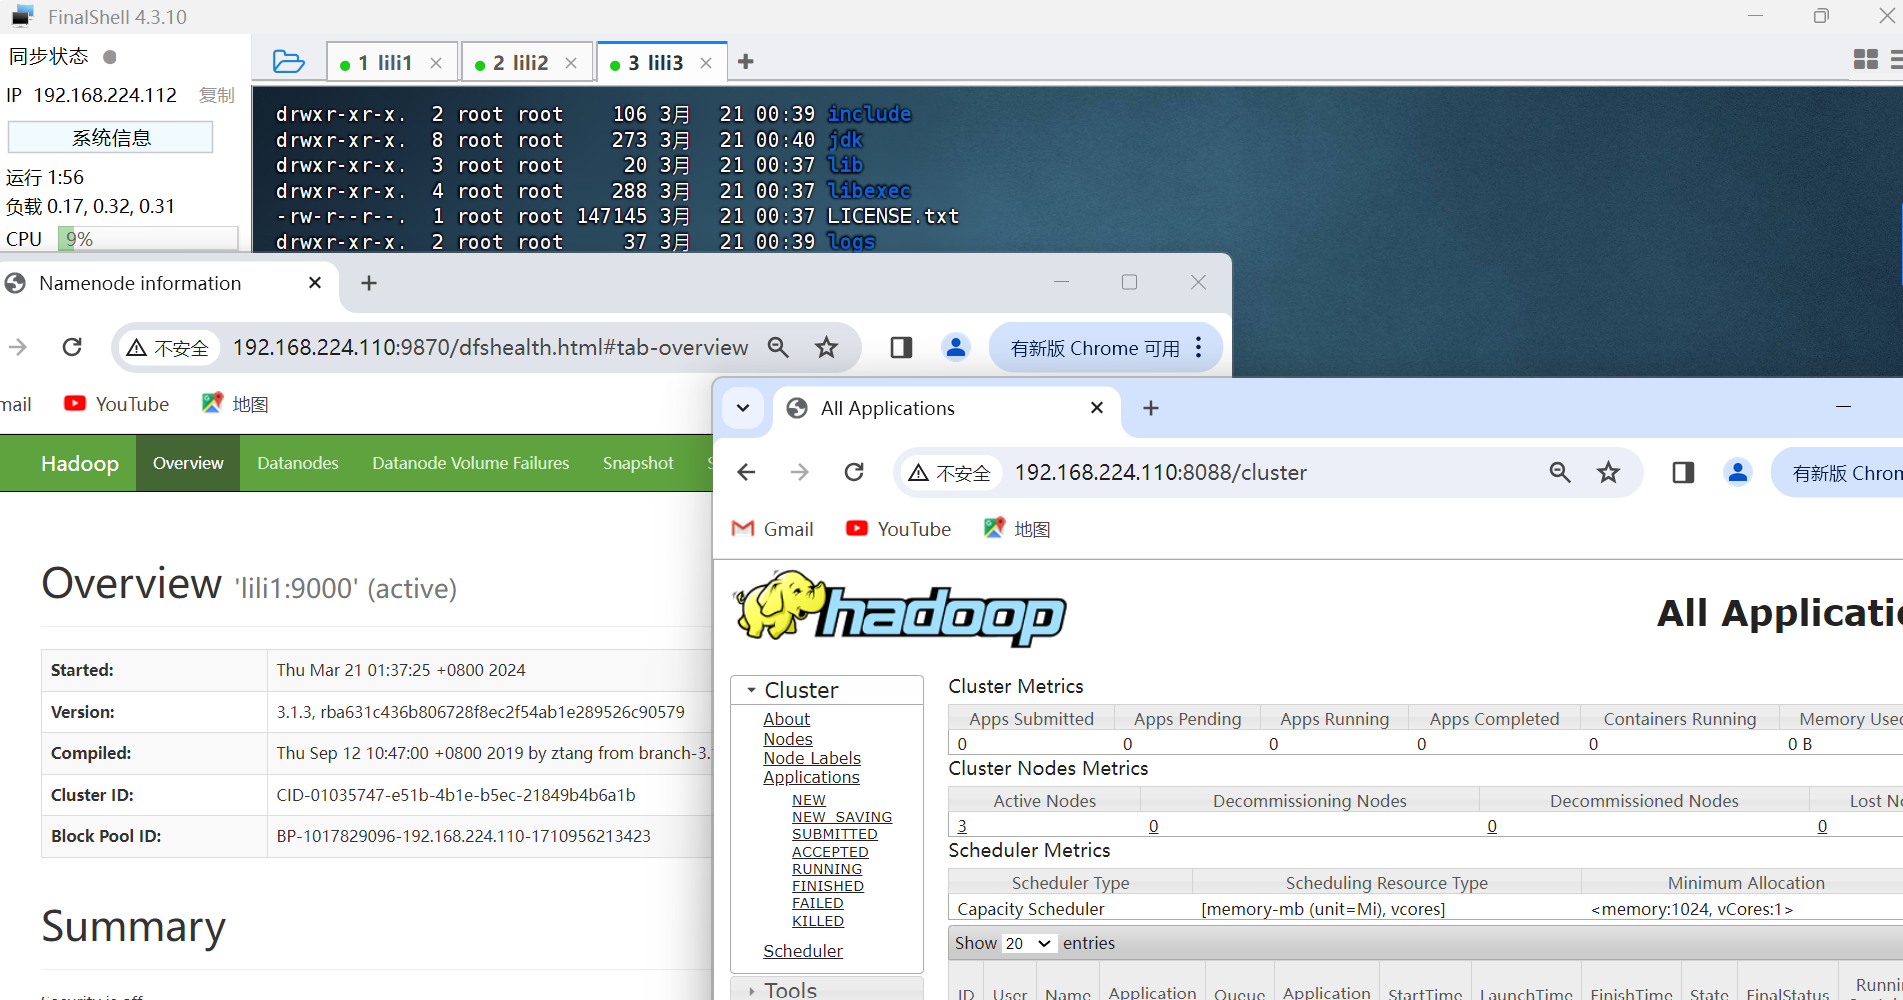 FinalShell 4.3.10
同步状态
1 lili1
2 lili2
3 lili3
IP 192.168.224.112 复制
系统信息
运行 1:56
负载 0.17, 0.32, 0.31
CPU 9%
drwxr-xr-x. 2 root root 106 3月 21 00:39 include
drwxr-xr-x. 8 root root 273 3月 21 00:40 jdk
drwxr-xr-x. 3 root root 20 3月 21 00:37 lib
drwxr-xr-x. 4 root root 288 3月 21 00:37 libexec
-rw-r--r--. 1 root root 147145 3月 21 00:37 LICENSE.txt
drwxr-xr-x. 2 root root 37 3月 21 00:39 logs
Namenode information
不安全 192.168.224.110:9870/dfshealth.html#tab-overview
有新版 Chrome 可用
mail YouTube 地图
Hadoop Overview Datanodes Datanode Volume Failures Snapshot
Overview 'lili1:9000' (active)
Started: Thu Mar 21 01:37:25 +0800 2024
Version: 3.1.3, rba631c436b806728f8ec2f54ab1e289526c90579
Compiled: Thu Sep 12 10:47:00 +0800 2019 by ztang from branch-3.
Cluster ID: CID-01035747-e51b-4b1e-b5ec-21849b4b6a1b
Block Pool ID: BP-1017829096-192.168.224.110-1710956213423
Summary
All Applications
不安全 192.168.224.110:8088/cluster
有新版 Chrom
Gmail YouTube 地图
hadoop
All Applicati
Cluster
About
Nodes
Node Labels
Applications
NEW
NEW_SAVING
SUBMITTED
ACCEPTED
RUNNING
FINISHED
FAILED
KILLED
Scheduler
Tools
Cluster Metrics
Apps Submitted Apps Pending Apps Running Apps Completed Containers Running Memory Used
0 0 0 0 0 0 B
Cluster Nodes Metrics
Active Nodes Decommissioning Nodes Decommissioned Nodes Lost No
3 0 0 0
Scheduler Metrics
Scheduler Type Scheduling Resource Type Minimum Allocation
Capacity Scheduler [memory-mb (unit=Mi), vcores] <memory:1024, vCores:1>
Show 20 entries
ID User Name Application Queue Application StartTime LaunchTime FinishTime State FinalStatus Runnin